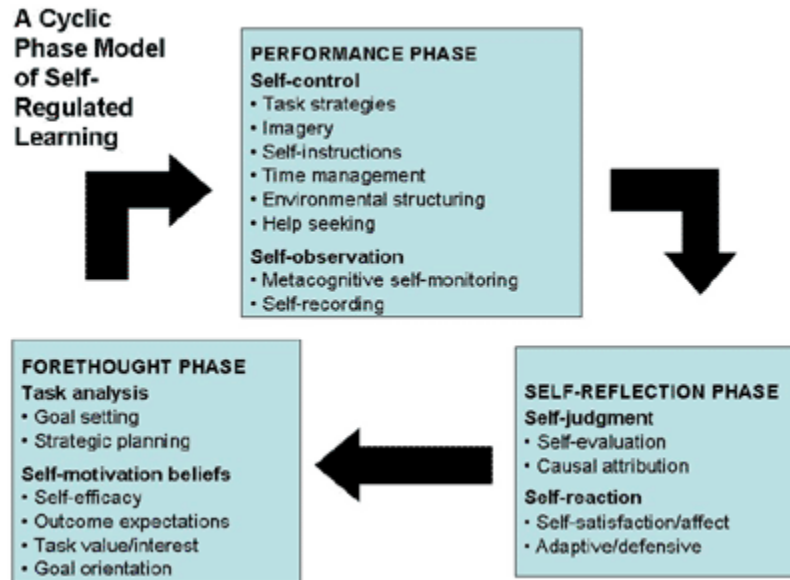 A Cyclic
Phase Model
of Self-
Regulated
Learning
PERFORMANCE PHASE
Self-control
• Task strategies
• Imagery
• Self-instructions
• Time management
• Environmental structuring
• Help seeking
Self-observation
• Metacognitive self-monitoring
• Self-recording
FORETHOUGHT PHASE
Task analysis
• Goal setting
• Strategic planning
Self-motivation beliefs
• Self-efficacy
• Outcome expectations
• Task value/interest
• Goal orientation
SELF-REFLECTION PHASE
Self-judgment
• Self-evaluation
• Causal attribution
Self-reaction
• Self-satisfaction/affect
• Adaptive/defensive